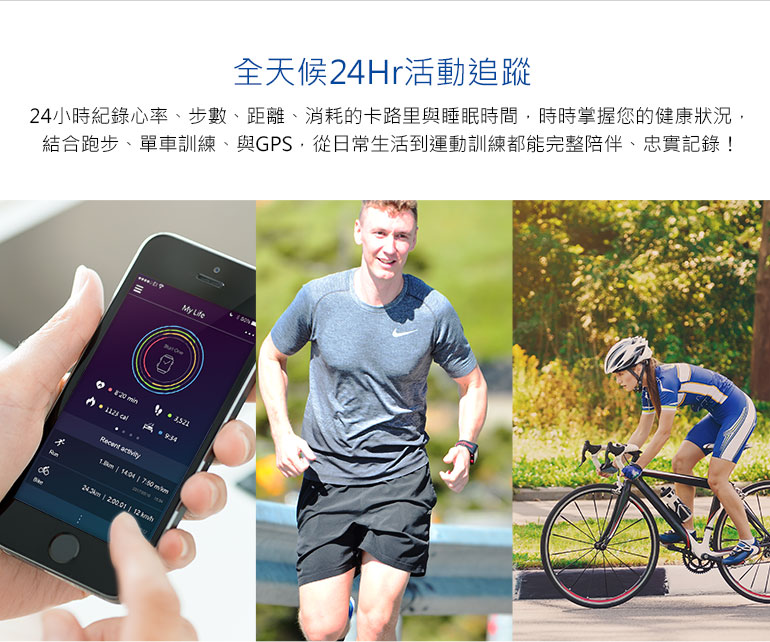 全天候24Hr活動追蹤
24小時紀錄心率、步數、距離、消耗的卡路里與睡眠時間，時時掌握您的健康狀況，
結合跑步、單車訓練、與GPS，從日常生活到運動訓練都能完整陪伴、忠實記錄！
My Life
Start One
8:20 min
3,521
1121 cal
9:34
Recent activity
Run
1.8km | 14:04 | 7:50 m/km
Bike
24.2km | 2:00:01 | 12 km/h